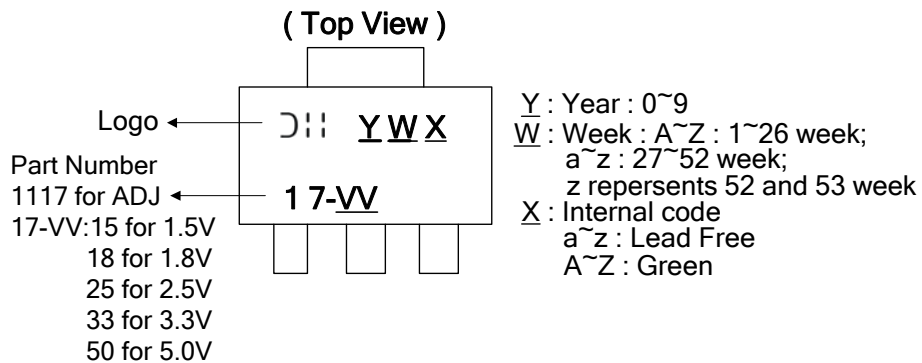 ( Top View )
Logo
Y W X
Part Number
1117 for ADJ
17-VV:15 for 1.5V
18 for 1.8V
25 for 2.5V
33 for 3.3V
50 for 5.0V
17-VV
Y : Year : 0~9
W : Week : A~Z : 1~26 week;
a~z : 27~52 week;
z repersents 52 and 53 week
X : Internal code
a~z : Lead Free
A~Z : Green